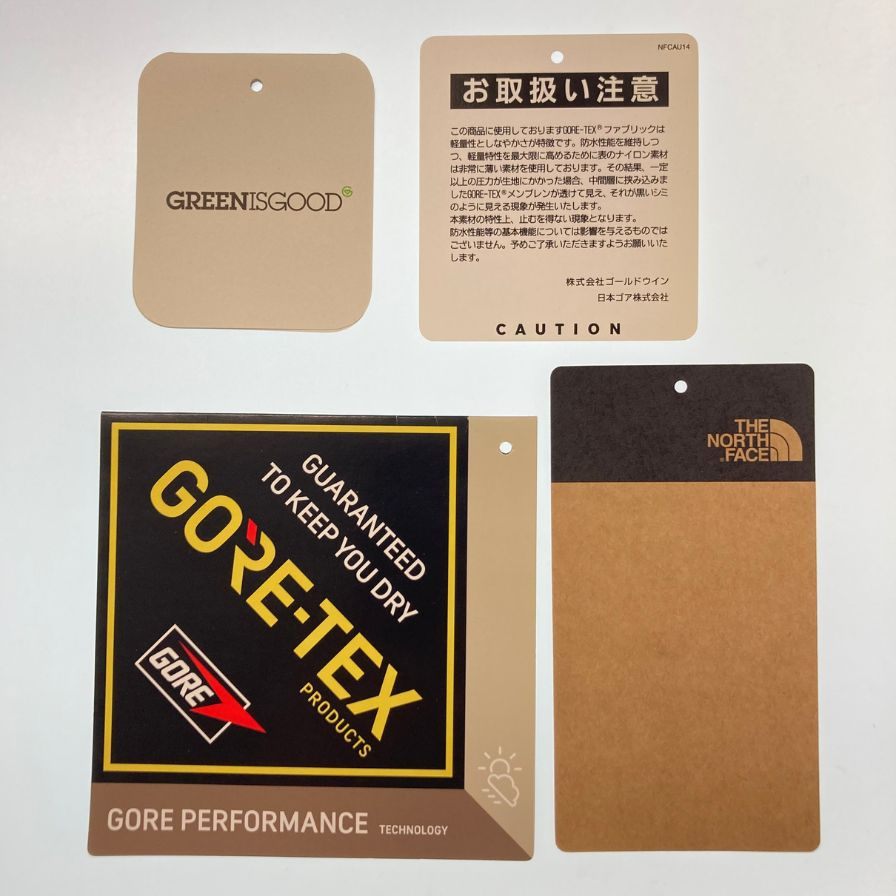 GREENISGOOD
NFCAU14
お取扱い注意
この商品に使用しておりますGORE-TEX®ファブリックは
軽量性としなやかさが特徴です。防水性能を維持しつ
つ、軽量特性を最大限に高めるために表のナイロン素材
は非常に薄い素材を使用しております。その結果、一定
以上の圧力が生地にかかった場合、中間層に挟み込みま
したGORE-TEX®メンブレンが透けて見え、それが黒いシミ
のように見える現象が発生いたします。
本素材の特性上、止むを得ない現象となります。
防水性能等の基本機能については影響を与えるものでは
ございません。予めご了承いただきますようお願いいた
します。
株式会社ゴールドウイン
日本ゴア株式会社
CAUTION
GUARANTEED
TO KEEP YOU DRY
GORE-TEX
PRODUCTS
GORE
GORE PERFORMANCE TECHNOLOGY
THE
NORTH
FACE